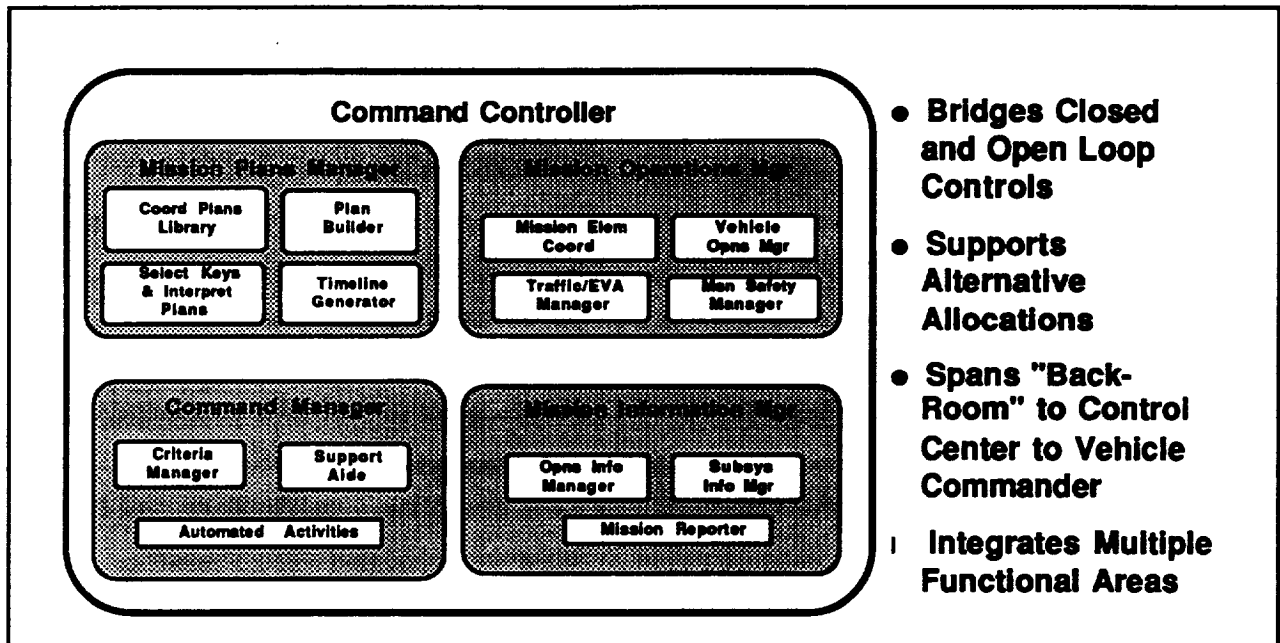 Command Controller
Mission Plans Manager
Coord Plans
Library
Plan
Builder
Select Keys
& Interpret
Plans
Timeline
Generator
Mission Operations Mgr
Mission Elem
Coord
Vehicle
Opns Mgr
Traffic/EVA
Manager
Msn Safety
Manager
Command Manager
Criteria
Manager
Support
Aide
Automated Activities
Mission Information Mgr
Opns Info
Manager
Subsys
Info Mgr
Mission Reporter
● Bridges Closed
and Open Loop
Controls
● Supports
Alternative
Allocations
● Spans "Back-
Room" to Control
Center to Vehicle
Commander
Integrates Multiple
Functional Areas